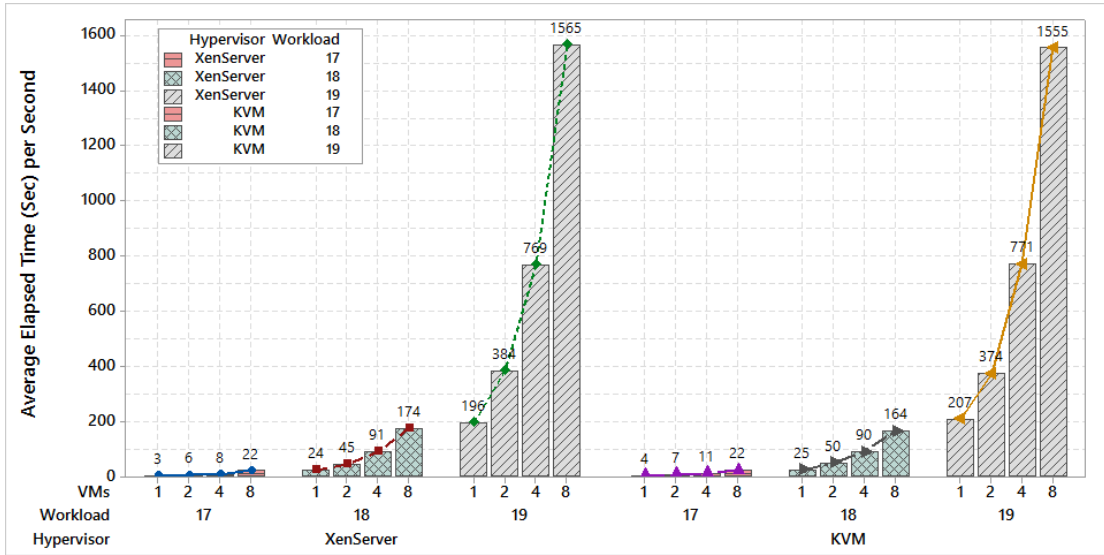 Average Elapsed Time (Sec) per Second
1600
1400
1200
1000
800
600
400
200
0
Hypervisor Workload
XenServer 17
XenServer 18
XenServer 19
KVM 17
KVM 18
KVM 19
3 6 8 22
24 45 91 174
196 384 769 1565
4 7 11 22
25 50 90 164
207 374 771 1555
VMs 1 2 4 8 1 2 4 8 1 2 4 8 1 2 4 8 1 2 4 8 1 2 4 8
Workload 17 18 19 17 18 19
Hypervisor XenServer KVM